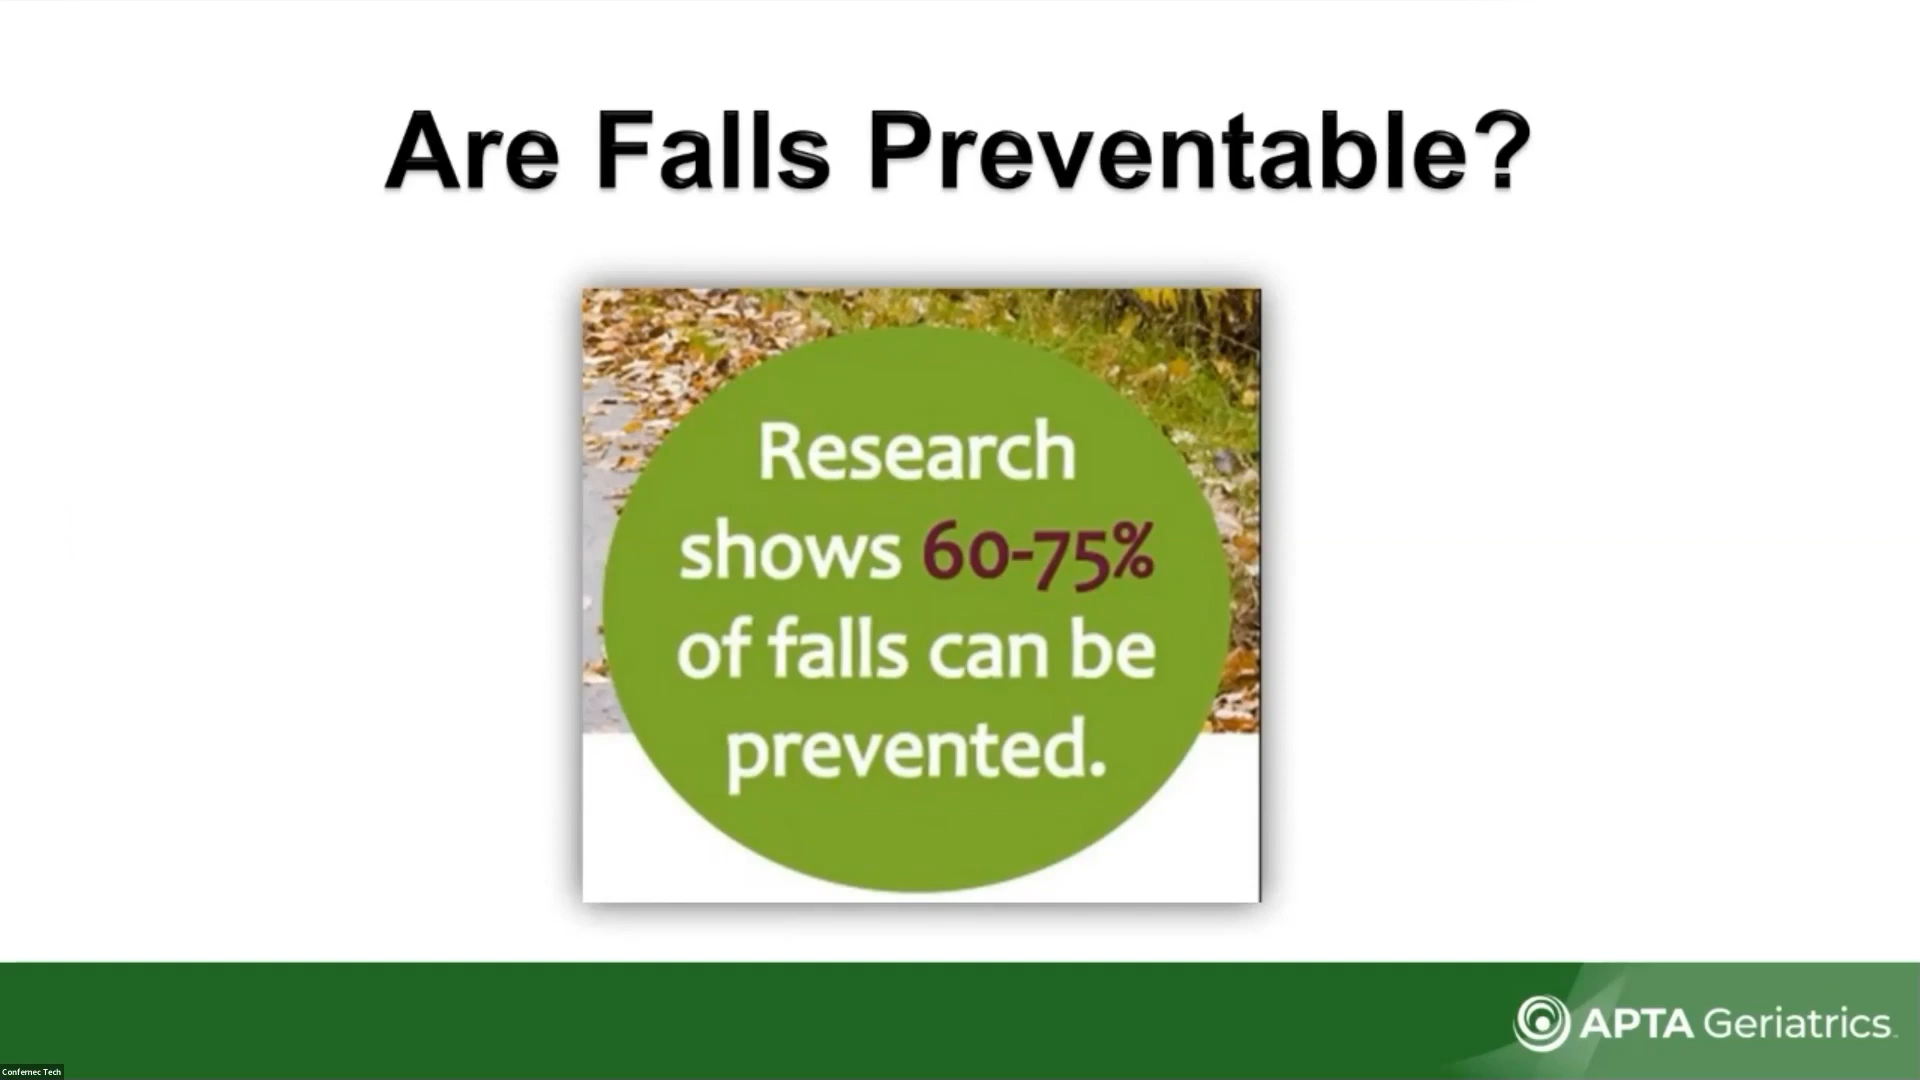 Are Falls Preventable?
Research
shows 60-75%
of falls can be
prevented.
APTA Geriatrics
Confernec Tech